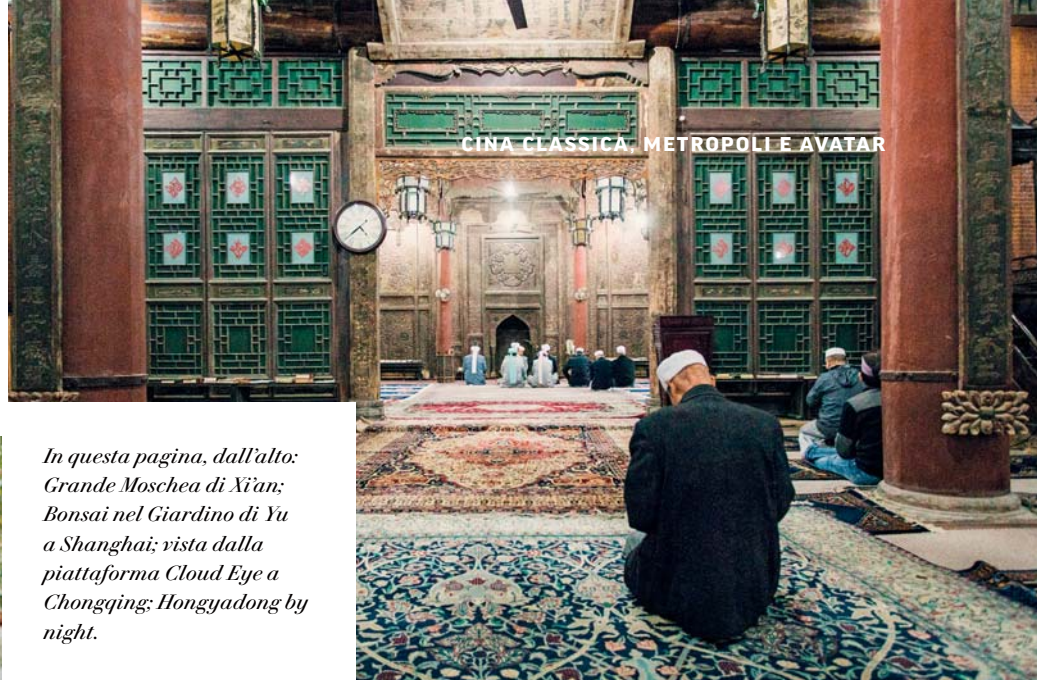 CINA CLASSICA, METROPOLI E AVATAR
In questa pagina, dall'alto:
Grande Moschea di Xi'an;
Bonsai nel Giardino di Yu
a Shanghai; vista dalla
piattaforma Cloud Eye a
Chongqing; Hongyadong by
night.